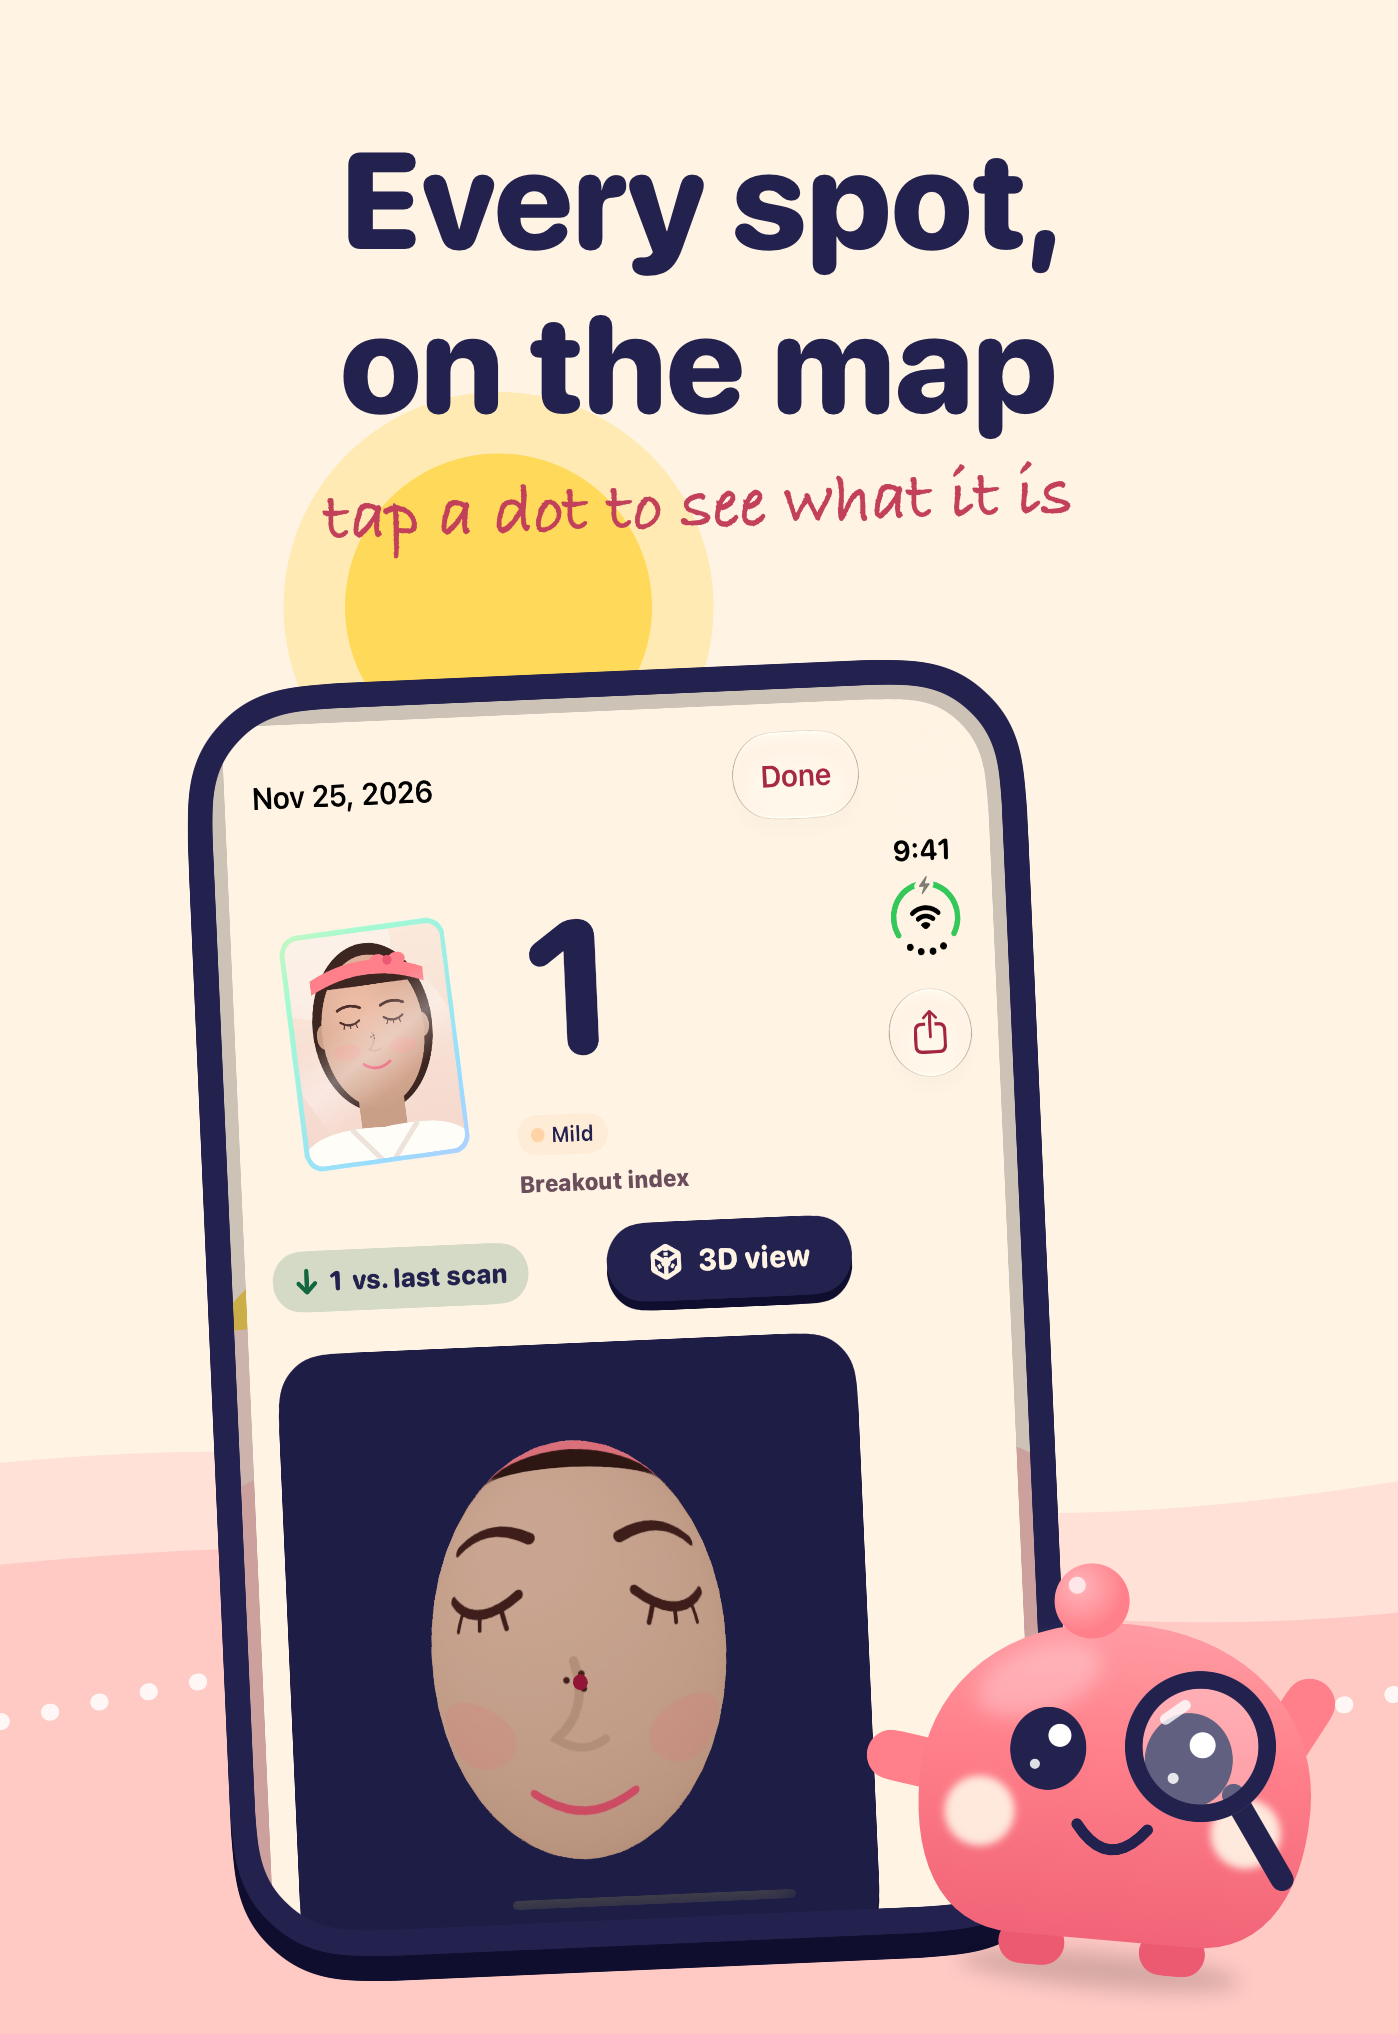 Every spot,
on the map
tap a dot to see what it is
Nov 25, 2026
Done
9:41
1
Mild
Breakout index
1 vs. last scan
3D view